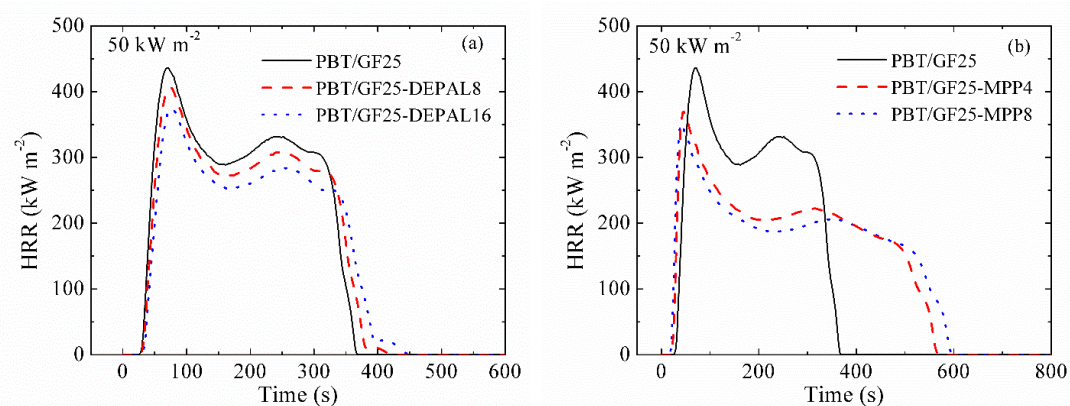 50 kW m-2
(a)
PBT/GF25
PBT/GF25-DEPAL8
PBT/GF25-DEPAL16
HRR (kW m-2)
500
400
300
200
100
0
0 100 200 300 400 500 600
Time (s)
50 kW m-2
(b)
PBT/GF25
PBT/GF25-MPP4
PBT/GF25-MPP8
HRR (kW m-2)
500
400
300
200
100
0
0 200 400 600 800
Time (s)